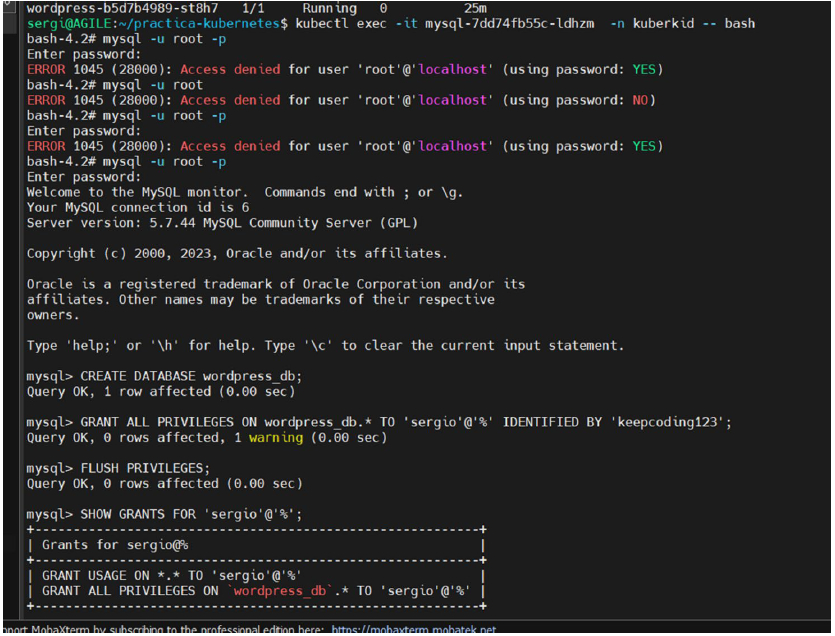 wordpress-b5d7b4989-st8h7 1/1 Running 0 25m
sergi@AGILE:~/practica-kubernetes$ kubectl exec -it mysql-7dd74fb55c-ldhzm -n kuberkid -- bash
bash-4.2# mysql -u root -p
Enter password:
ERROR 1045 (28000): Access denied for user 'root'@'localhost' (using password: YES)
bash-4.2# mysql -u root
ERROR 1045 (28000): Access denied for user 'root'@'localhost' (using password: NO)
bash-4.2# mysql -u root -p
Enter password:
ERROR 1045 (28000): Access denied for user 'root'@'localhost' (using password: YES)
bash-4.2# mysql -u root -p
Enter password:
Welcome to the MySQL monitor.  Commands end with ; or \g.
Your MySQL connection id is 6
Server version: 5.7.44 MySQL Community Server (GPL)
Copyright (c) 2000, 2023, Oracle and/or its affiliates.
Oracle is a registered trademark of Oracle Corporation and/or its
affiliates. Other names may be trademarks of their respective
owners.
Type 'help;' or '\h' for help. Type '\c' to clear the current input statement.
mysql> CREATE DATABASE wordpress_db;
Query OK, 1 row affected (0.00 sec)
mysql> GRANT ALL PRIVILEGES ON wordpress_db.* TO 'sergio'@'%' IDENTIFIED BY 'keepcoding123';
Query OK, 0 rows affected, 1 warning (0.00 sec)
mysql> FLUSH PRIVILEGES;
Query OK, 0 rows affected (0.00 sec)
mysql> SHOW GRANTS FOR 'sergio'@'%';
+---------------------------------------------------------+
| Grants for sergio@% |
+---------------------------------------------------------+
| GRANT USAGE ON *.* TO 'sergio'@'%' |
| GRANT ALL PRIVILEGES ON `wordpress_db`.* TO 'sergio'@'%' |
+---------------------------------------------------------+
pport MobaXterm by subscribing to the professional edition here: https://mobaxterm.mobatek.net